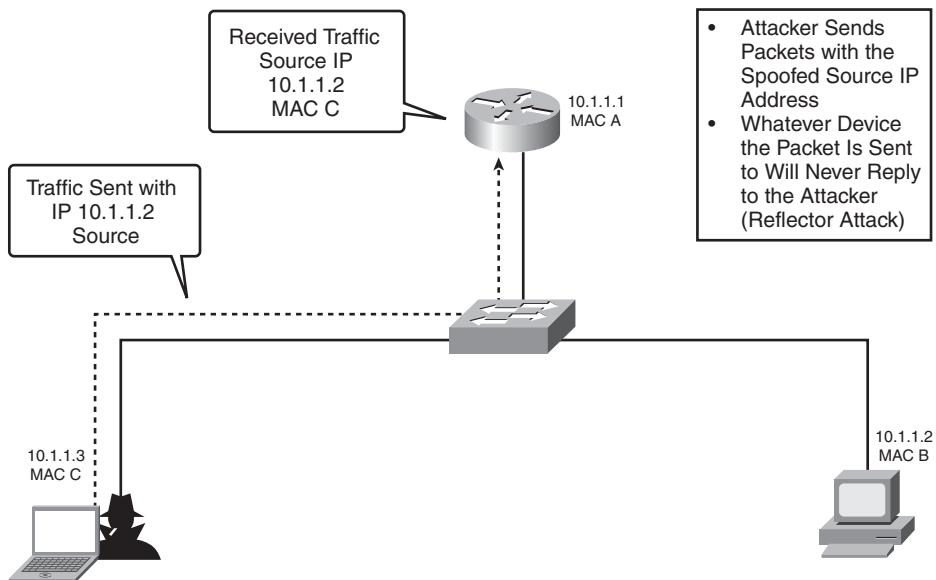 Received Traffic
Source IP
10.1.1.2
MAC C
10.1.1.1
MAC A
• Attacker Sends
Packets with the
Spoofed Source IP
Address
• Whatever Device
the Packet Is Sent
to Will Never Reply
to the Attacker
(Reflector Attack)
Traffic Sent with
IP 10.1.1.2
Source
10.1.1.3
MAC C
10.1.1.2
MAC B